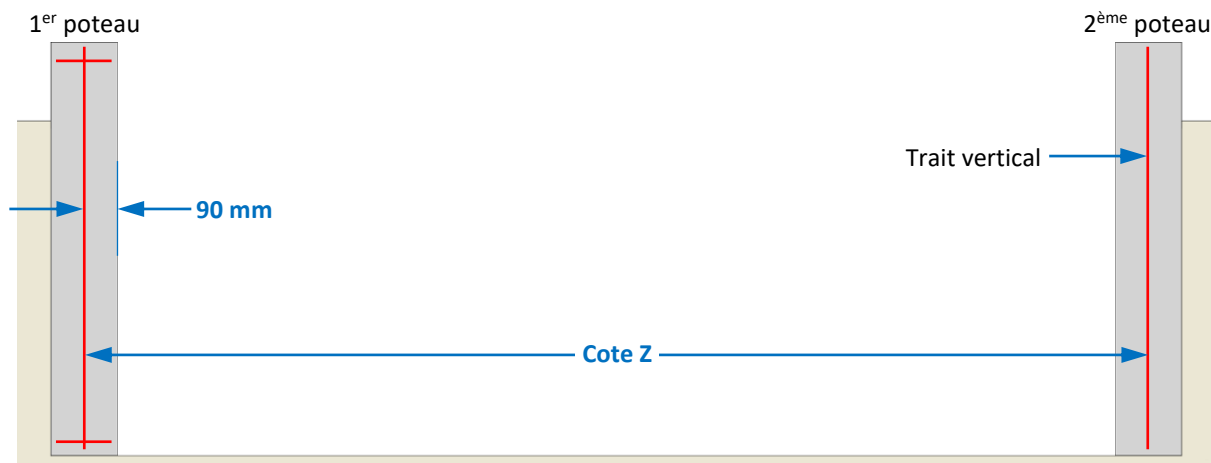 1er poteau
2ème poteau
Trait vertical
90 mm
Cote Z